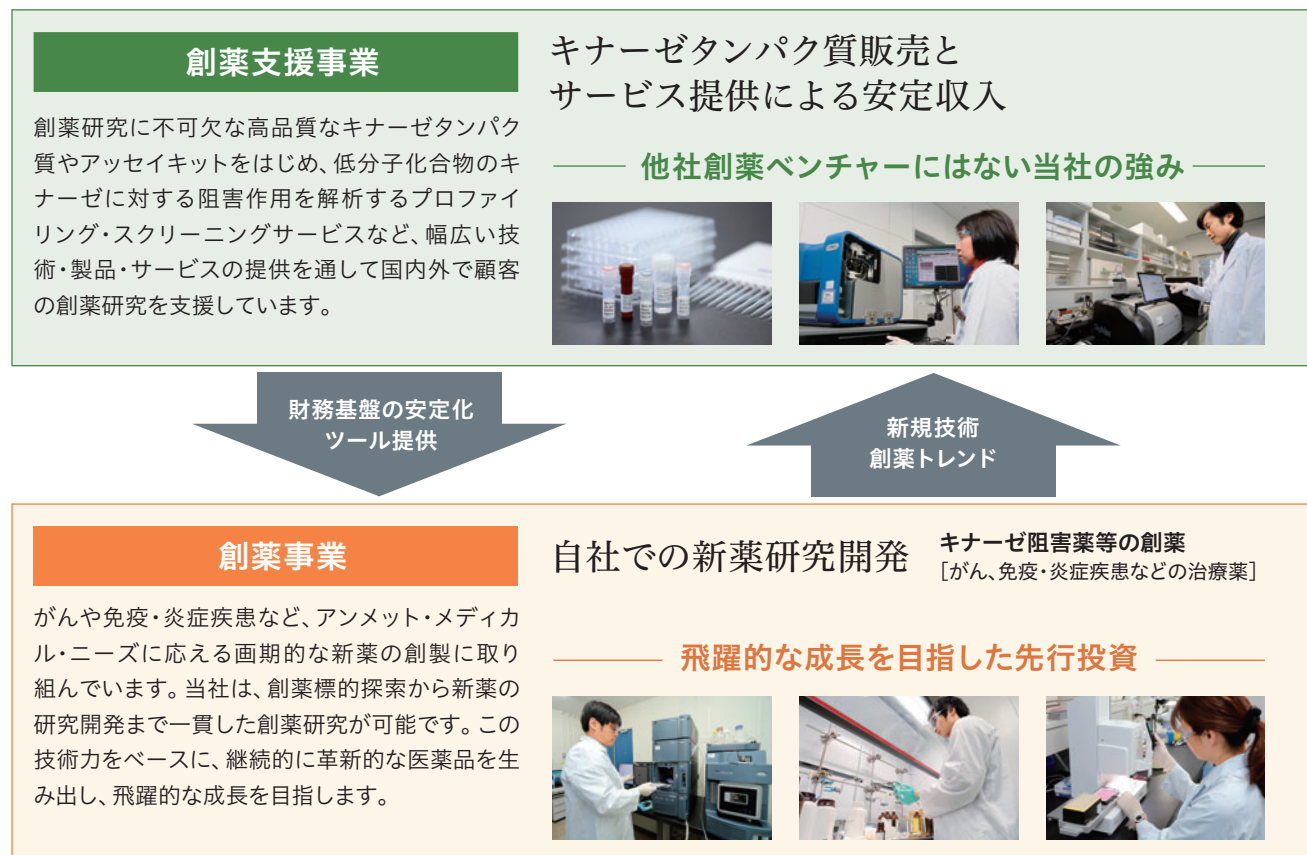 創薬支援事業
創薬研究に不可欠な高品質なキナーゼタンパク
質やアッセイキットをはじめ、低分子化合物のキ
ナーゼに対する阻害作用を解析するプロファイ
リング・スクリーニングサービスなど、幅広い技
術・製品・サービスの提供を通して国内外で顧客
の創薬研究を支援しています。
キナーゼタンパク質販売と
サービス提供による安定収入
他社創薬ベンチャーにはない当社の強み
財務基盤の安定化
ツール提供
新規技術
創薬トレンド
創薬事業
がんや免疫・炎症疾患など、アンメット・メディカ
ル・ニーズに応える画期的な新薬の創製に取り
組んでいます。当社は、創薬標的探索から新薬の
研究開発まで一貫した創薬研究が可能です。この
技術力をベースに、継続的に革新的な医薬品を生
み出し、飛躍的な成長を目指します。
自社での新薬研究開発
キナーゼ阻害薬等の創薬
[がん、免疫・炎症疾患などの治療薬]
飛躍的な成長を目指した先行投資